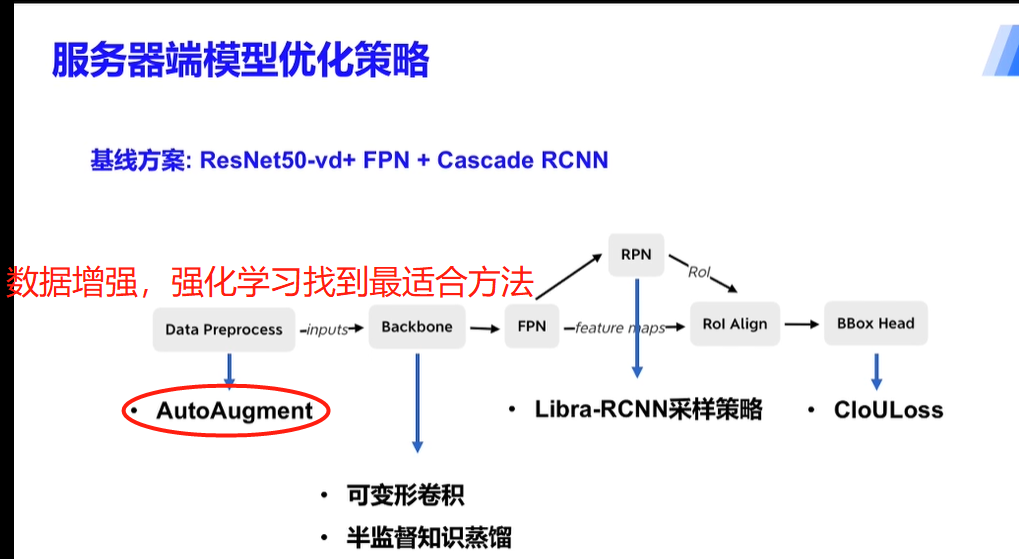 服务器端模型优化策略
基线方案: ResNet50-vd+ FPN + Cascade RCNN
数据增强，强化学习找到最适合方法
RPN
RoI
Data Preprocess
inputs
Backbone
FPN
feature maps
RoI Align
BBox Head
• AutoAugment
• Libra-RCNN采样策略
• CIoULoss
• 可变形卷积
• 半监督知识蒸馏